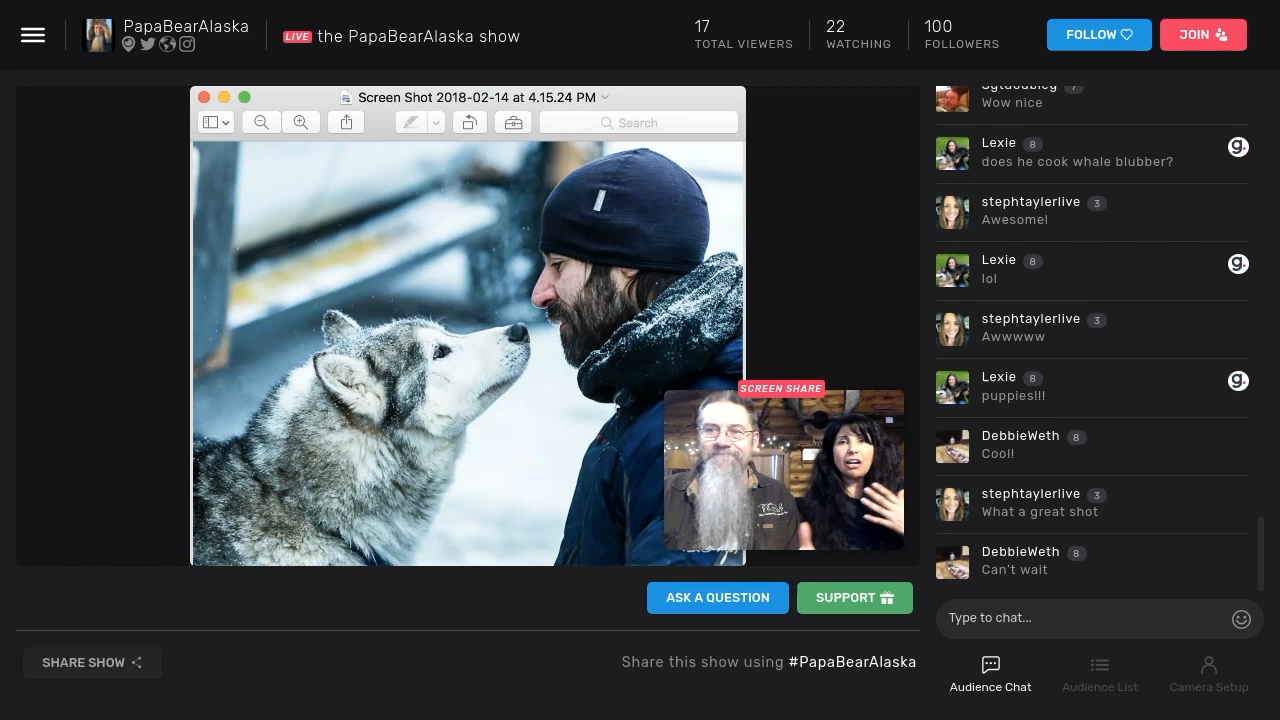 PapaBearAlaska
LIVE the PapaBearAlaska show
17
TOTAL VIEWERS
22
WATCHING
100
FOLLOWERS
FOLLOW
JOIN
Screen Shot 2018-02-14 at 4.15.24 PM
Search
SCREEN SHARE
ASK A QUESTION
SUPPORT
SHARE SHOW
Share this show using #PapaBearAlaska
7
Wow nice
Lexie 8
does he cook whale blubber?
g.
stephtaylerlive 3
Awesome!
Lexie 8
lol
g.
stephtaylerlive 3
Awwwww
Lexie 8
puppies!!!
g.
DebbieWeth 8
Cool!
stephtaylerlive 3
What a great shot
DebbieWeth 8
Can't wait
Type to chat...
Audience Chat
Audience List
Camera Setup